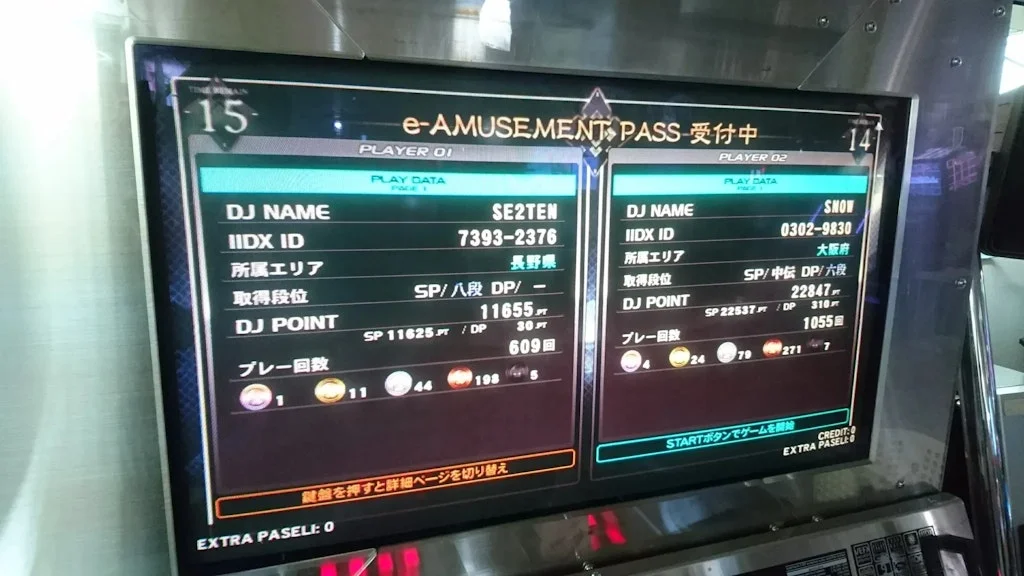 TIME REMAIN
15
e-AMUSEMENT PASS 受付中
14
PLAYER 01
PLAY DATA
PAGE 1
DJ NAME SE2TEN
IIDX ID 7393-2376
所属エリア 長野県
取得段位 SP/八段 DP/ー
DJ POINT 11655.PT
SP 11625.PT / DP 30.PT
プレー回数 609回
1 11 44 198 5
鍵盤を押すと詳細ページを切り替え
EXTRA PASELI: 0
PLAYER 02
PLAY DATA
PAGE 1
DJ NAME SNOW
IIDX ID 0302-9830
所属エリア 大阪府
取得段位 SP/中伝 DP/六段
DJ POINT 22847.PT
SP 22537.PT / DP 310.PT
プレー回数 1055回
4 24 79 271 7
STARTボタンでゲームを開始
CREDIT: 0
EXTRA PASELI: 0